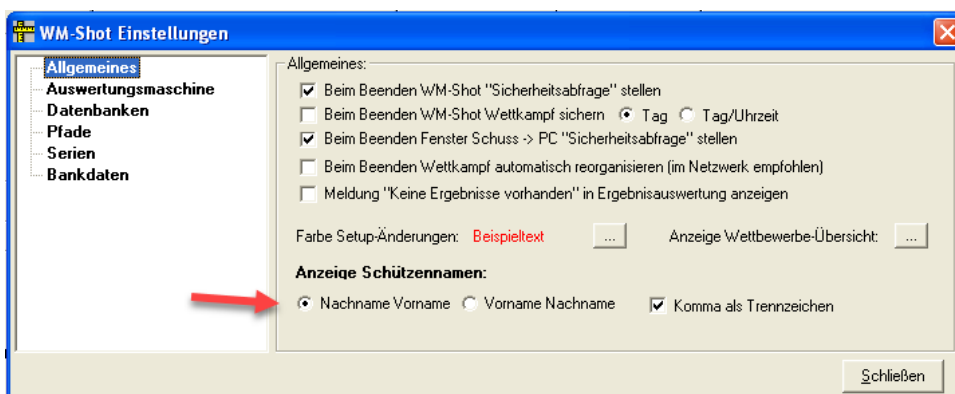 WM-Shot Einstellungen
Allgemeines
Auswertungsmaschine
Datenbanken
Pfade
Serien
Bankdaten
Allgemeines:
Beim Beenden WM-Shot "Sicherheitsabfrage" stellen
Beim Beenden WM-Shot Wettkampf sichern Tag Tag/Uhrzeit
Beim Beenden Fenster Schuss -> PC "Sicherheitsabfrage" stellen
Beim Beenden Wettkampf automatisch reorganisieren (im Netzwerk empfohlen)
Meldung "Keine Ergebnisse vorhanden" in Ergebnisauswertung anzeigen
Farbe Setup-Änderungen: Beispieltext ... Anzeige Wettbewerbe-Übersicht: ...
Anzeige Schützennamen:
Nachname Vorname Vorname Nachname Komma als Trennzeichen
Schließen